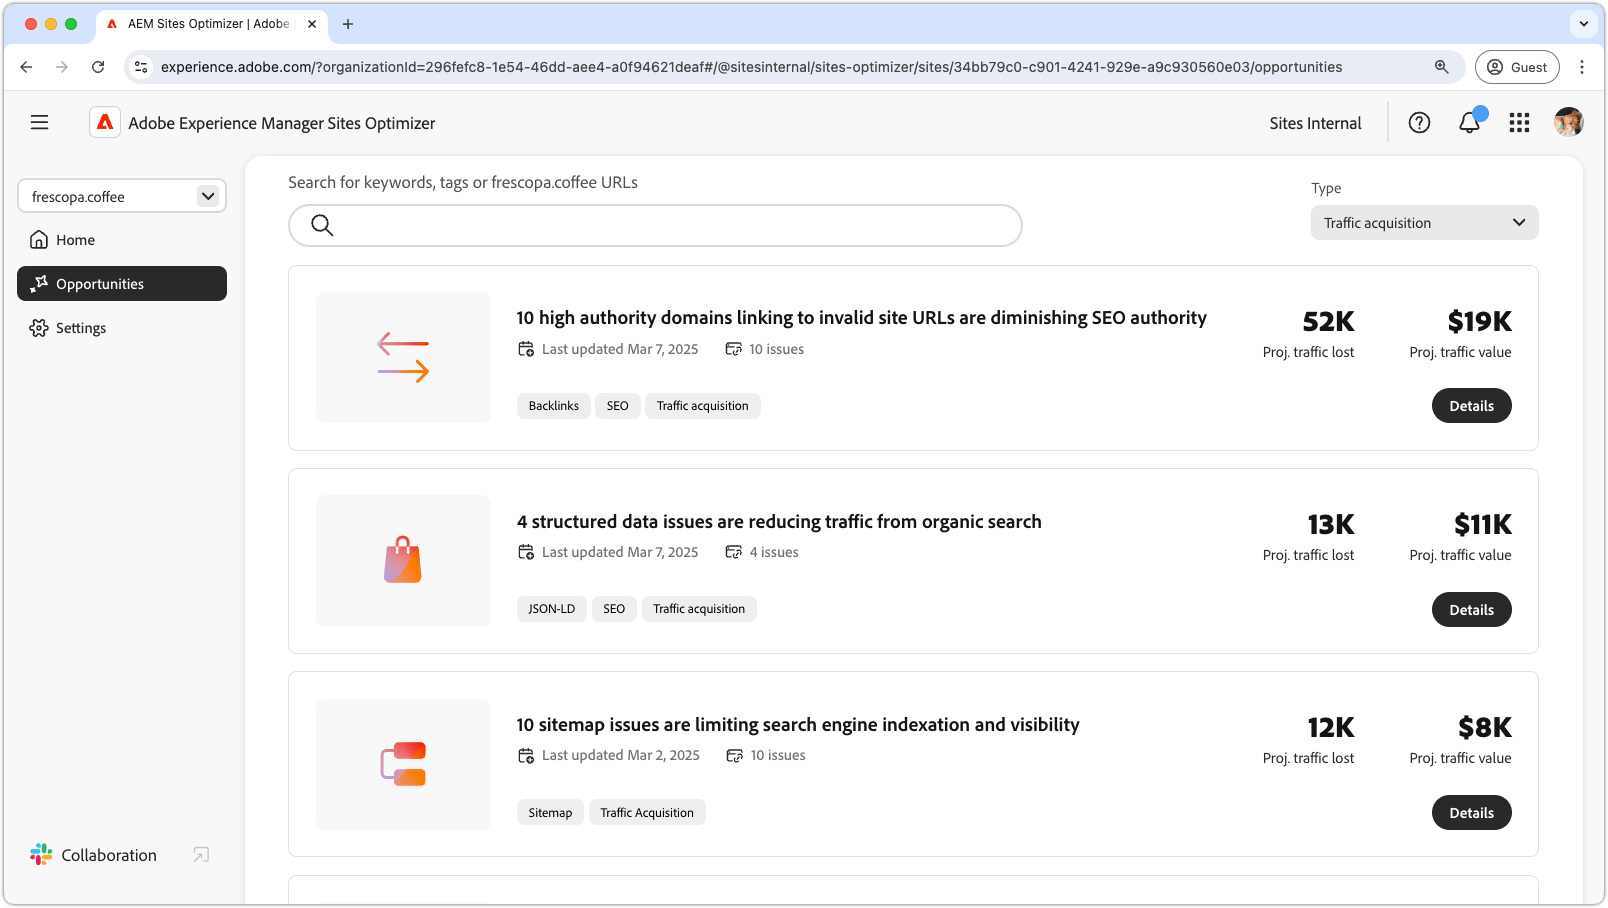 AEM Sites Optimizer | Adobe
experience.adobe.com/?organizationId=296fefc8-1e54-46dd-aee4-a0f94621deaf#/@sitesinternal/sites-optimizer/sites/34bb79c0-c901-4241-929e-a9c930560e03/opportunities
Guest
Adobe Experience Manager Sites Optimizer
Sites Internal
frescopa.coffee
Home
Opportunities
Settings
Collaboration
Search for keywords, tags or frescopa.coffee URLs
Type
Traffic acquisition
10 high authority domains linking to invalid site URLs are diminishing SEO authority
Last updated Mar 7, 2025 10 issues
Backlinks SEO Traffic acquisition
52K
Proj. traffic lost
$19K
Proj. traffic value
Details
4 structured data issues are reducing traffic from organic search
Last updated Mar 7, 2025 4 issues
JSON-LD SEO Traffic acquisition
13K
Proj. traffic lost
$11K
Proj. traffic value
Details
10 sitemap issues are limiting search engine indexation and visibility
Last updated Mar 2, 2025 10 issues
Sitemap Traffic Acquisition
12K
Proj. traffic lost
$8K
Proj. traffic value
Details